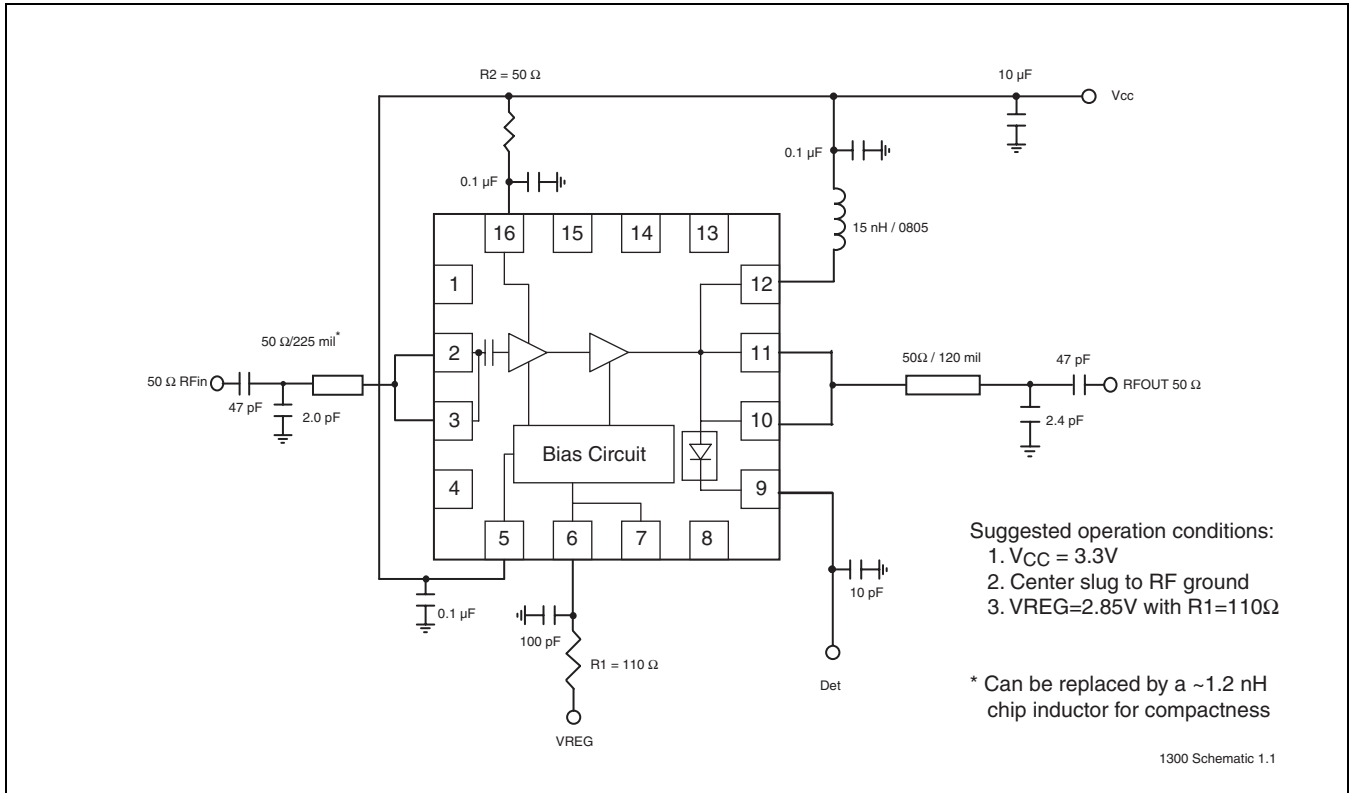 R2 = 50 Ω
10 µF
Vcc
0.1 µF
0.1 µF
15 nH / 0805
16
15
14
13
1
12
50 Ω/225 mil*
2
11
50Ω / 120 mil
47 pF
50 Ω RFin
RFOUT 50 Ω
47 pF
2.0 pF
3
10
2.4 pF
Bias Circuit
4
9
5
6
7
8
10 pF
0.1 µF
100 pF
R1 = 110 Ω
Det
VREG
Suggested operation conditions:
1. VCC = 3.3V
2. Center slug to RF ground
3. VREG=2.85V with R1=110Ω
* Can be replaced by a ~1.2 nH
chip inductor for compactness
1300 Schematic 1.1